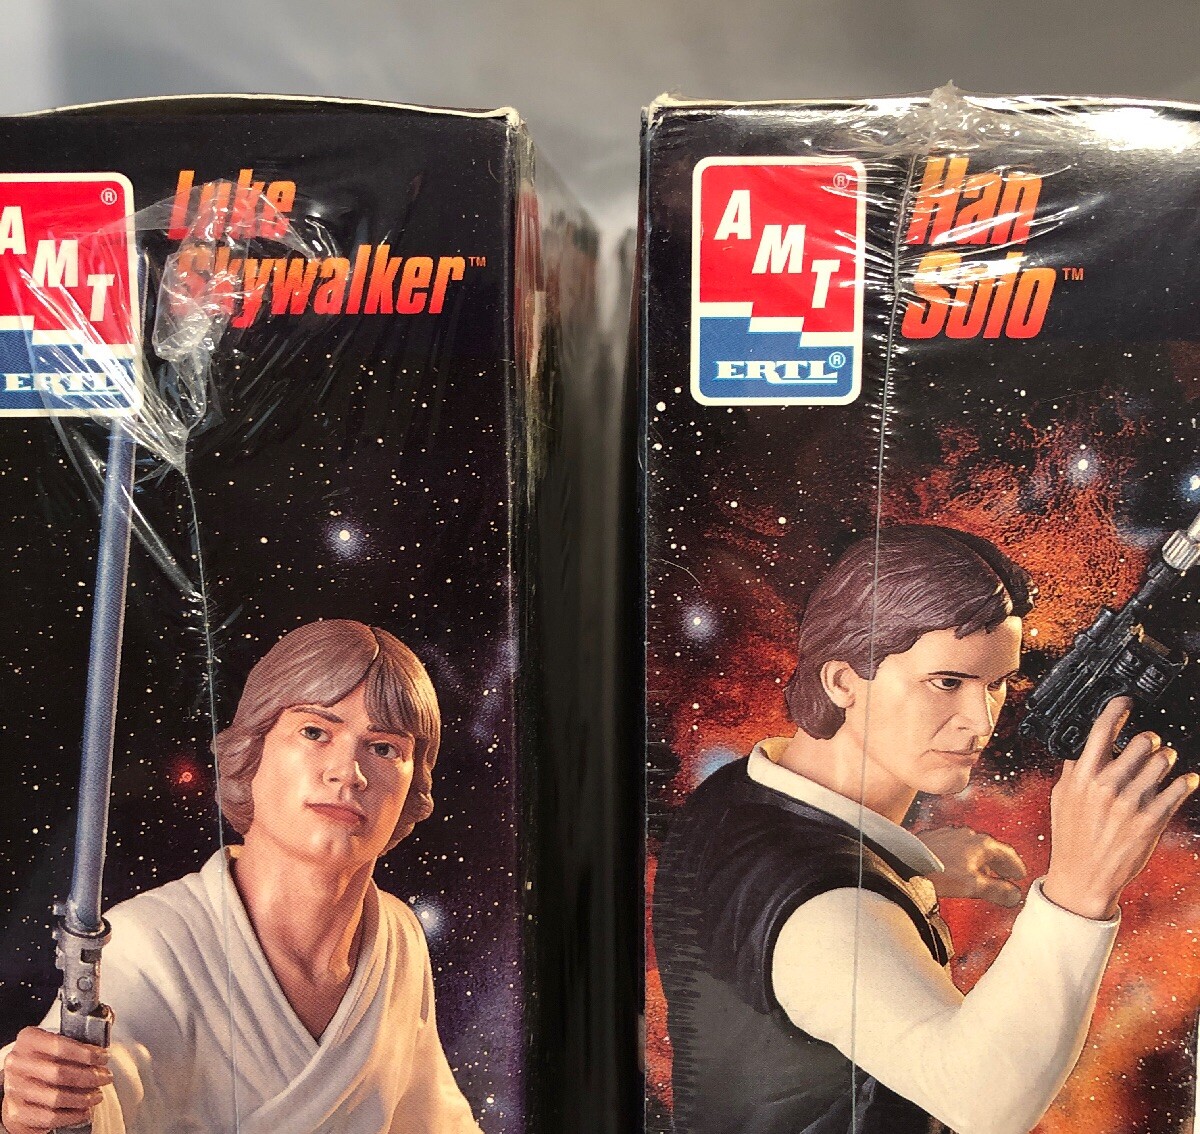 AMT®
ERTL
Luke
Skywalker™
AMT®
ERTL®
Han
Solo™